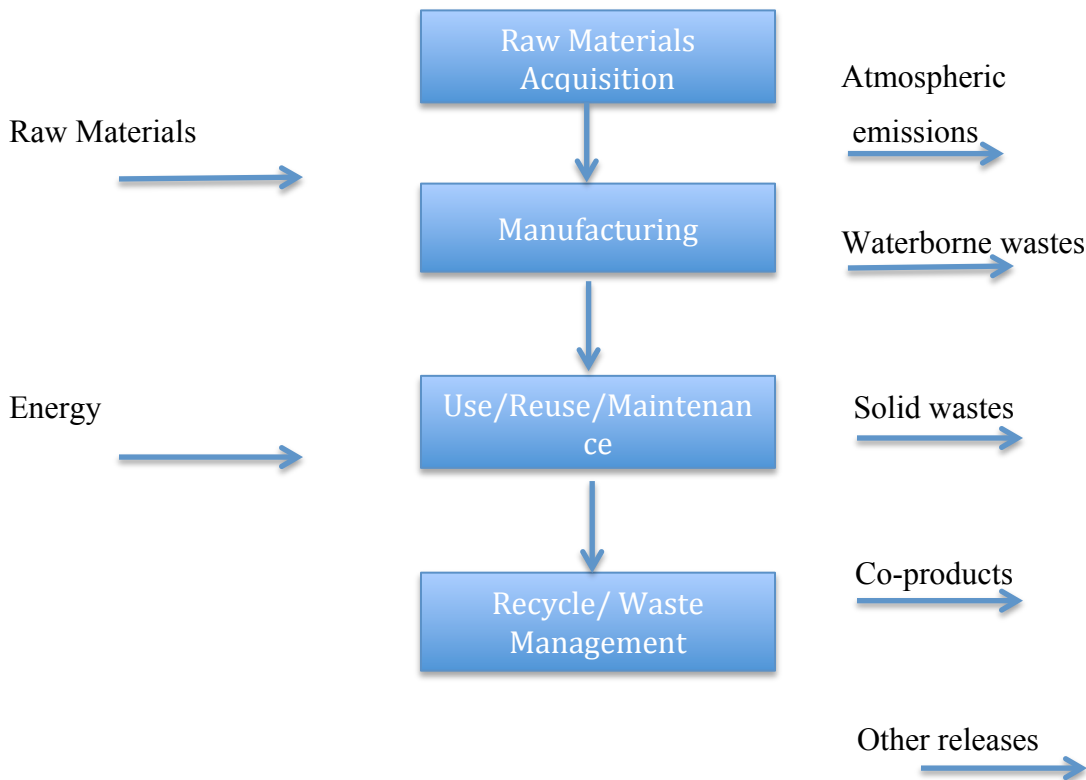 Raw Materials
Acquisition
Atmospheric
emissions
Raw Materials
Manufacturing
Waterborne wastes
Energy
Use/Reuse/Maintenan
ce
Solid wastes
Co-products
Recycle/ Waste
Management
Other releases